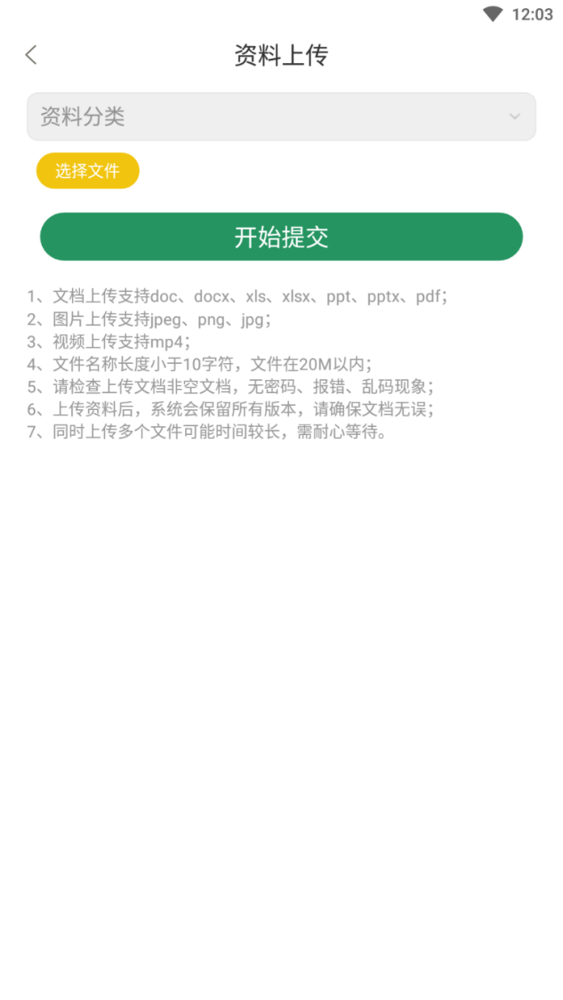 12:03
资料上传
资料分类
选择文件
开始提交
1、文档上传支持doc、docx、xls、xlsx、ppt、pptx、pdf；
2、图片上传支持jpeg、png、jpg；
3、视频上传支持mp4；
4、文件名称长度小于10字符，文件在20M以内；
5、请检查上传文档非空文档，无密码、报错、乱码现象；
6、上传资料后，系统会保留所有版本，请确保文档无误；
7、同时上传多个文件可能时间较长，需耐心等待。